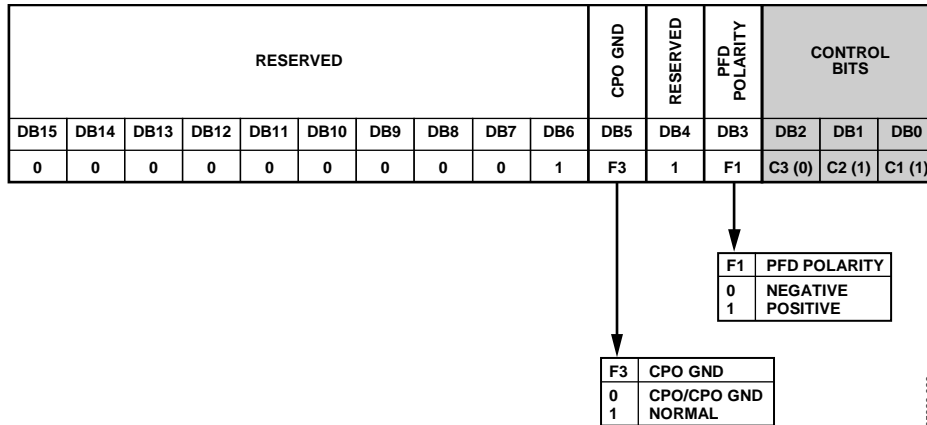 RESERVED
CPO GND
RESERVED
PFD
POLARITY
CONTROL
BITS
DB15 DB14 DB13 DB12 DB11 DB10 DB9 DB8 DB7 DB6 DB5 DB4 DB3 DB2 DB1 DB0
0 0 0 0 0 0 0 0 0 1 F3 1 F1 C3 (0) C2 (1) C1 (1)
F1 PFD POLARITY
0 NEGATIVE
1 POSITIVE
F3 CPO GND
0 CPO/CPO GND
1 NORMAL